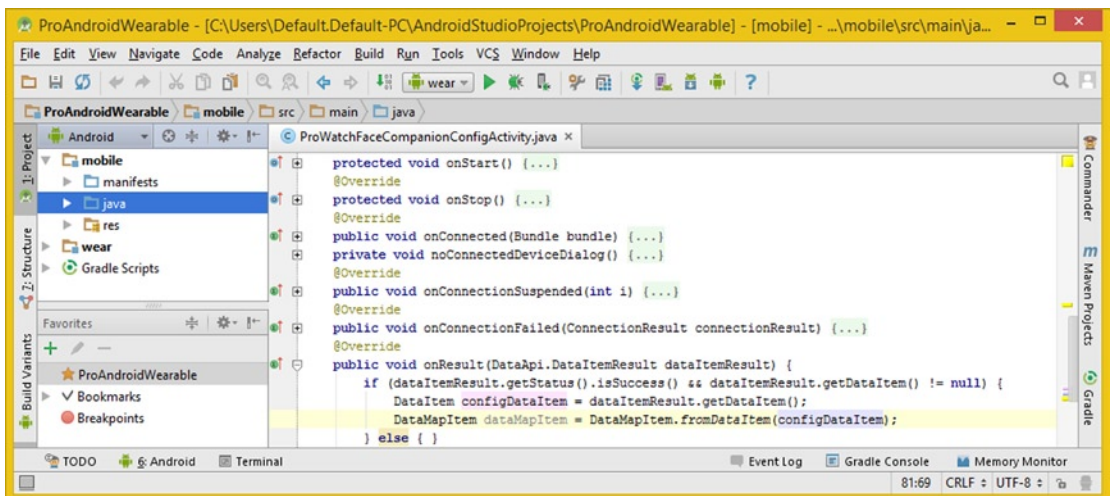 ProAndroidWearable - [C:\Users\Default.Default-PC\AndroidStudioProjects\ProAndroidWearable] - [mobile] - ...\mobile\src\main\ja...
File Edit View Navigate Code Analyze Refactor Build Run Tools VCS Window Help
wear
ProAndroidWearable mobile src main java
1: Project
Z: Structure
Build Variants
Android
mobile
manifests
java
res
wear
Gradle Scripts
Favorites
ProAndroidWearable
Bookmarks
Breakpoints
ProWatchFaceCompanionConfigActivity.java
protected void onStart() {...}
@Override
protected void onStop() {...}
@Override
public void onConnected(Bundle bundle) {...}
private void noConnectedDeviceDialog() {...}
@Override
public void onConnectionSuspended(int i) {...}
@Override
public void onConnectionFailed(ConnectionResult connectionResult) {...}
@Override
public void onResult(DataApi.DataItemResult dataItemResult) {
if (dataItemResult.getStatus().isSuccess() && dataItemResult.getDataItem() != null) {
DataItem configDataItem = dataItemResult.getDataItem();
DataMapItem dataMapItem = DataMapItem.fromDataItem(configDataItem);
} else { }
Commander
Maven Projects
Gradle
TODO 6: Android Terminal Event Log Gradle Console Memory Monitor
81:69 CRLF UTF-8